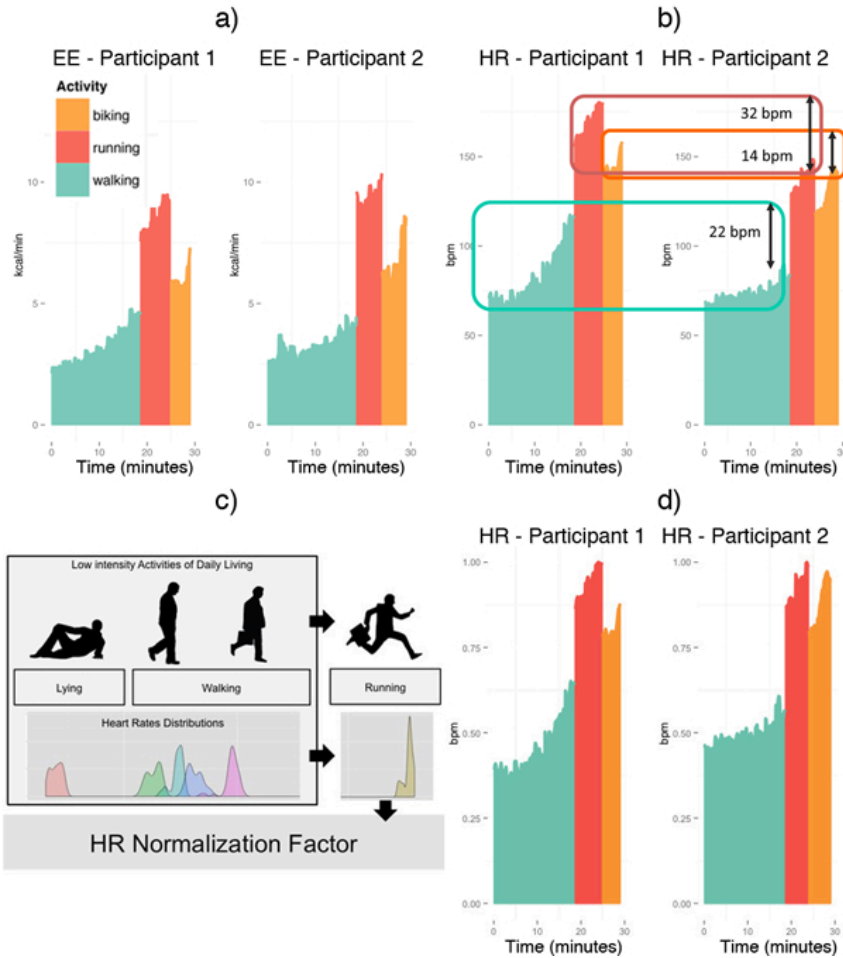 a)
EE - Participant 1
EE - Participant 2
Activity
biking
running
walking
10
5
0
kcal/min
0
10
20
30
Time (minutes)
10
5
0
kcal/min
0
10
20
30
Time (minutes)
b)
HR - Participant 1
HR - Participant 2
32 bpm
14 bpm
22 bpm
150
100
50
0
bpm
0
10
20
30
Time (minutes)
150
100
50
0
bpm
0
10
20
30
Time (minutes)
c)
Low intensity Activities of Daily Living
Lying
Walking
Running
Heart Rates Distributions
HR Normalization Factor
d)
HR - Participant 1
HR - Participant 2
1.00
0.75
0.50
0.25
0.00
bpm
0
10
20
30
Time (minutes)
1.00
0.75
0.50
0.25
0.00
bpm
0
10
20
30
Time (minutes)